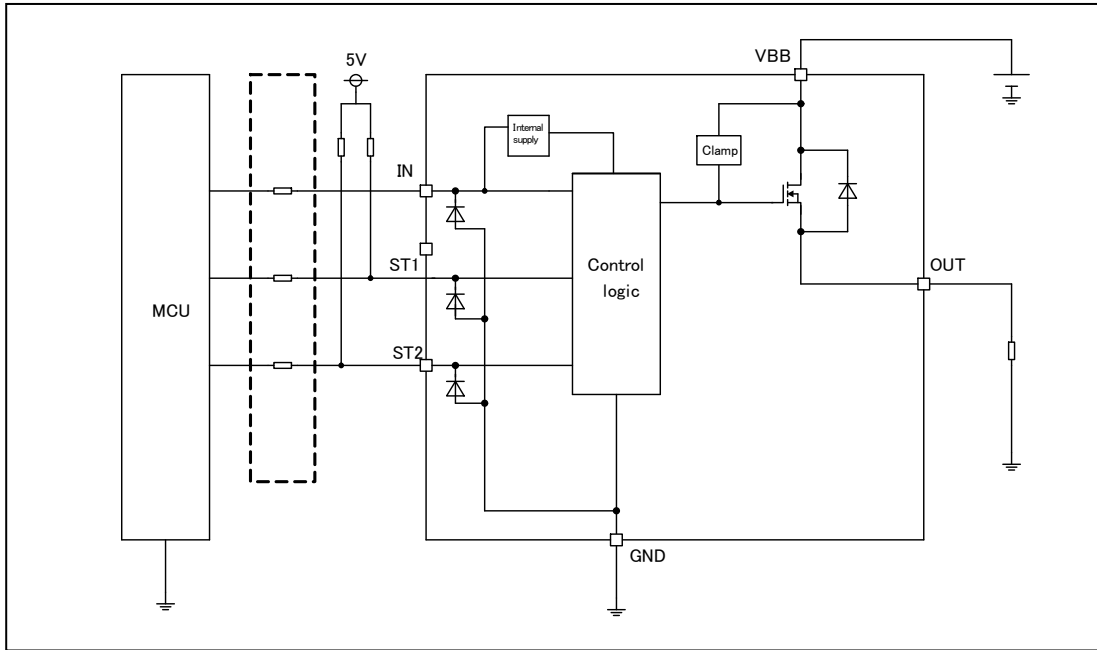 VBB
5V
Internal
supply
IN
Clamp
ST1
Control
logic
OUT
MCU
ST2
GND